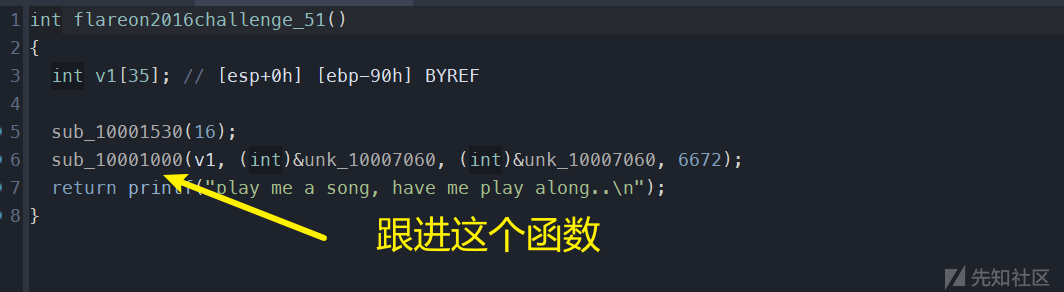 1 int flareon2016challenge_51()
2 {
3 int v1[35]; // [esp+0h] [ebp-90h] BYREF
4
5 sub_10001530(16);
6 sub_10001000(v1, (int)&unk_10007060, (int)&unk_10007060, 6672);
7 return printf("play me a song, have me play along..\n");
8 }
跟进这个函数
先知社区